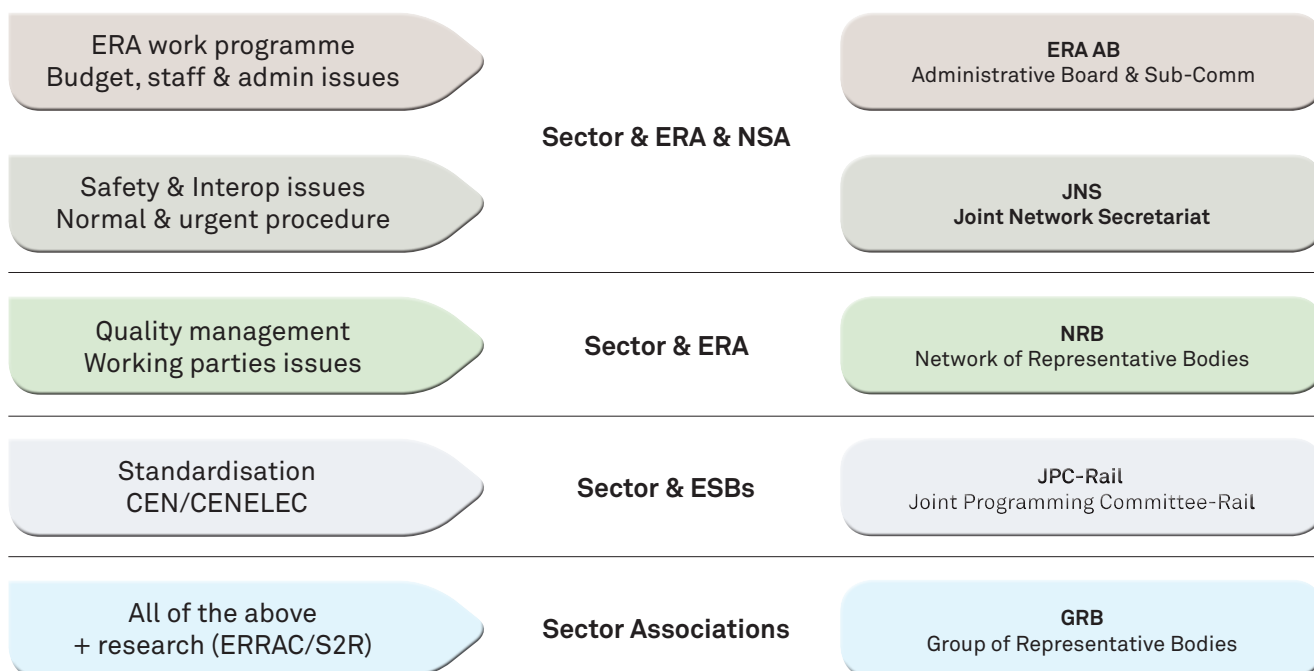 ERA work programme
Budget, staff & admin issues
ERA AB
Administrative Board & Sub-Comm
Sector & ERA & NSA
Safety & Interop issues
Normal & urgent procedure
JNS
Joint Network Secretariat
Quality management
Working parties issues
Sector & ERA
NRB
Network of Representative Bodies
Standardisation
CEN/CENELEC
Sector & ESBs
JPC-Rail
Joint Programming Committee-Rail
All of the above
+ research (ERRAC/S2R)
Sector Associations
GRB
Group of Representative Bodies